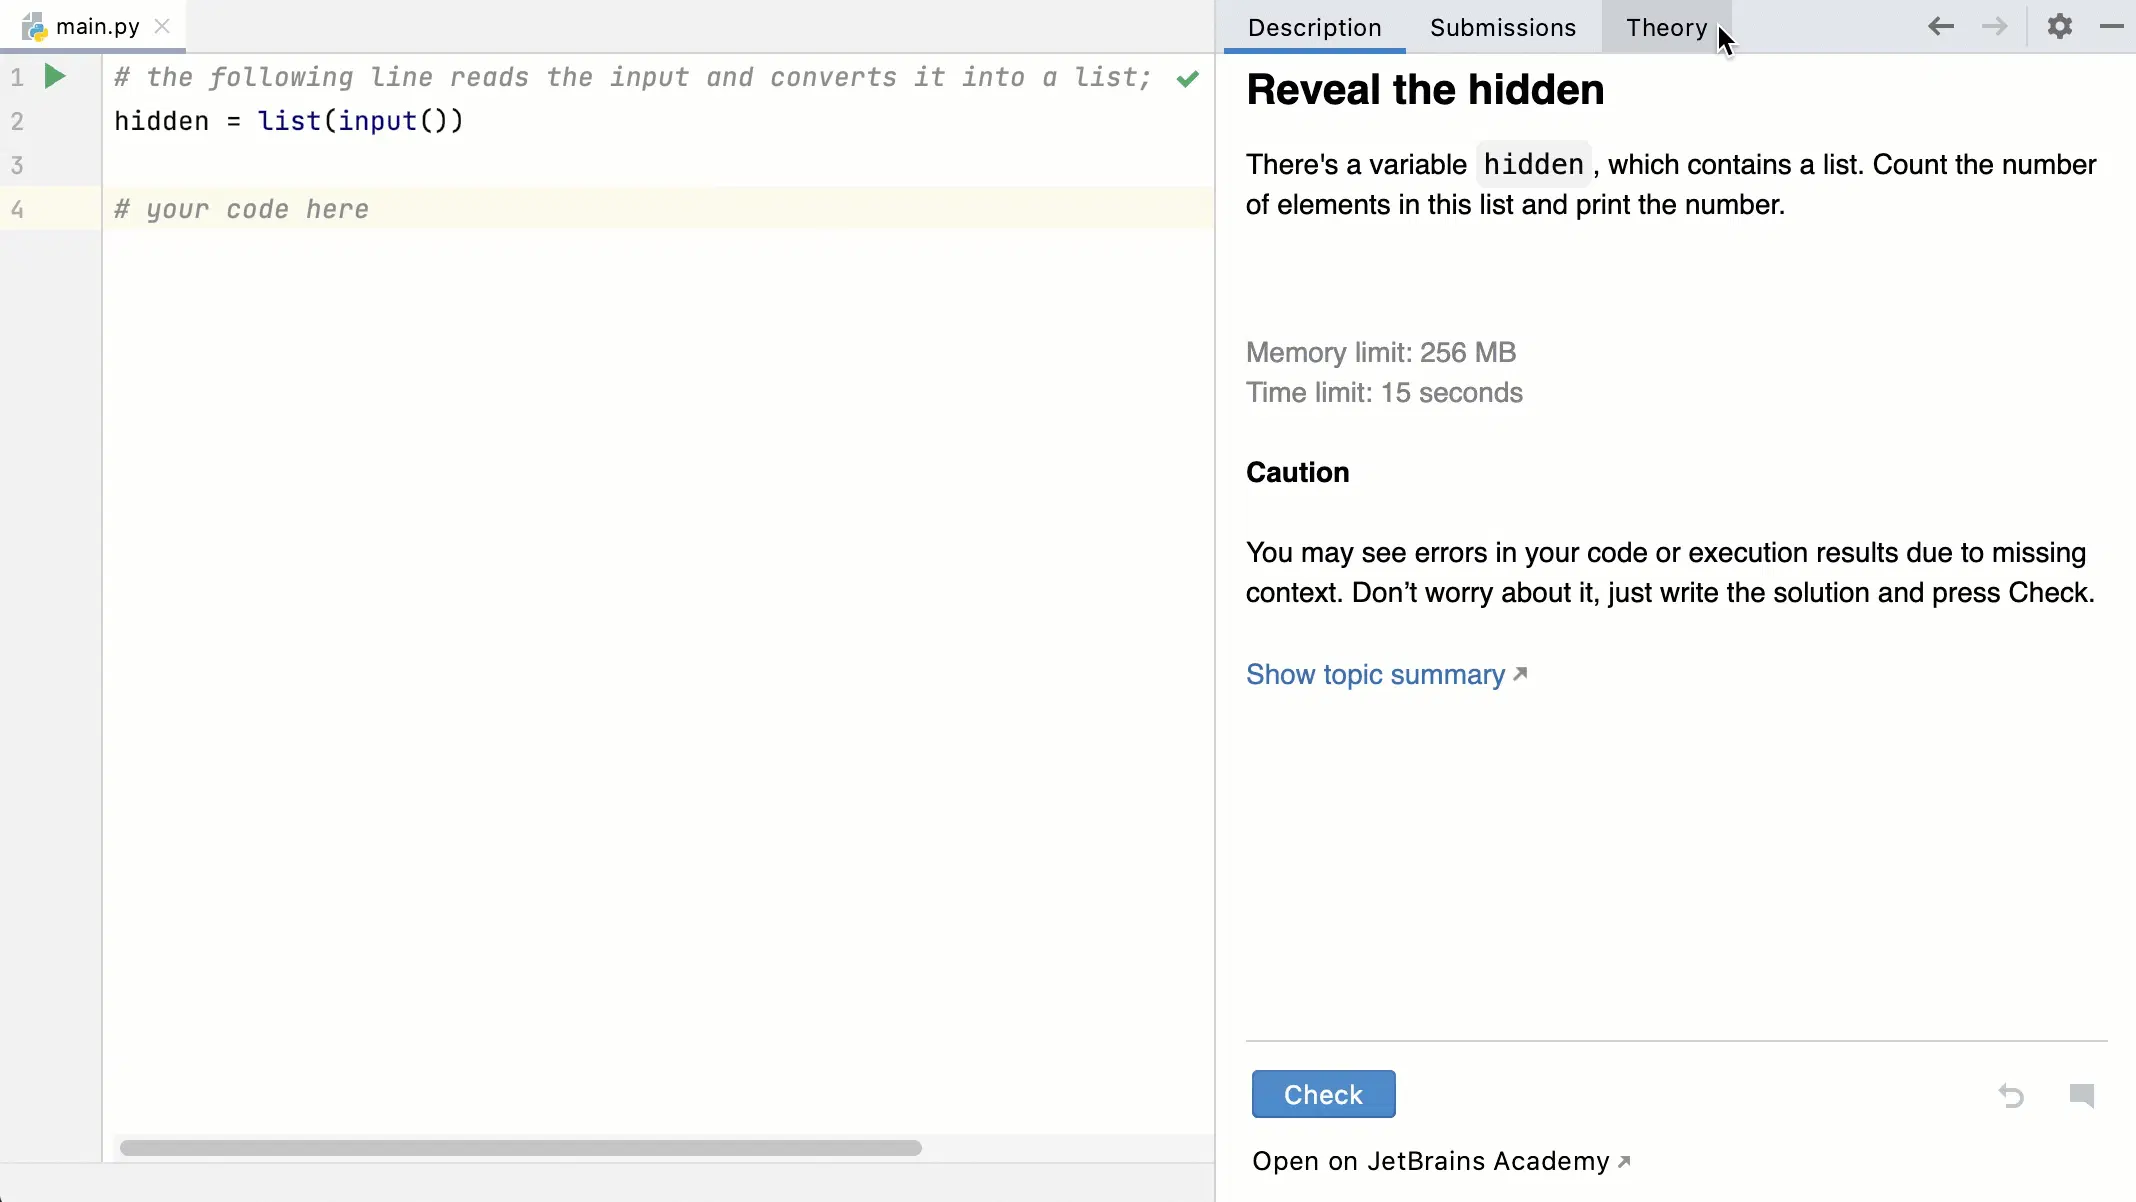 main.py
1 # the following line reads the input and converts it into a list;
2 hidden = list(input())
3
4 # your code here
Description Submissions Theory
Reveal the hidden
There's a variable hidden, which contains a list. Count the number
of elements in this list and print the number.
Memory limit: 256 MB
Time limit: 15 seconds
Caution
You may see errors in your code or execution results due to missing
context. Don’t worry about it, just write the solution and press Check.
Show topic summary
Check
Open on JetBrains Academy